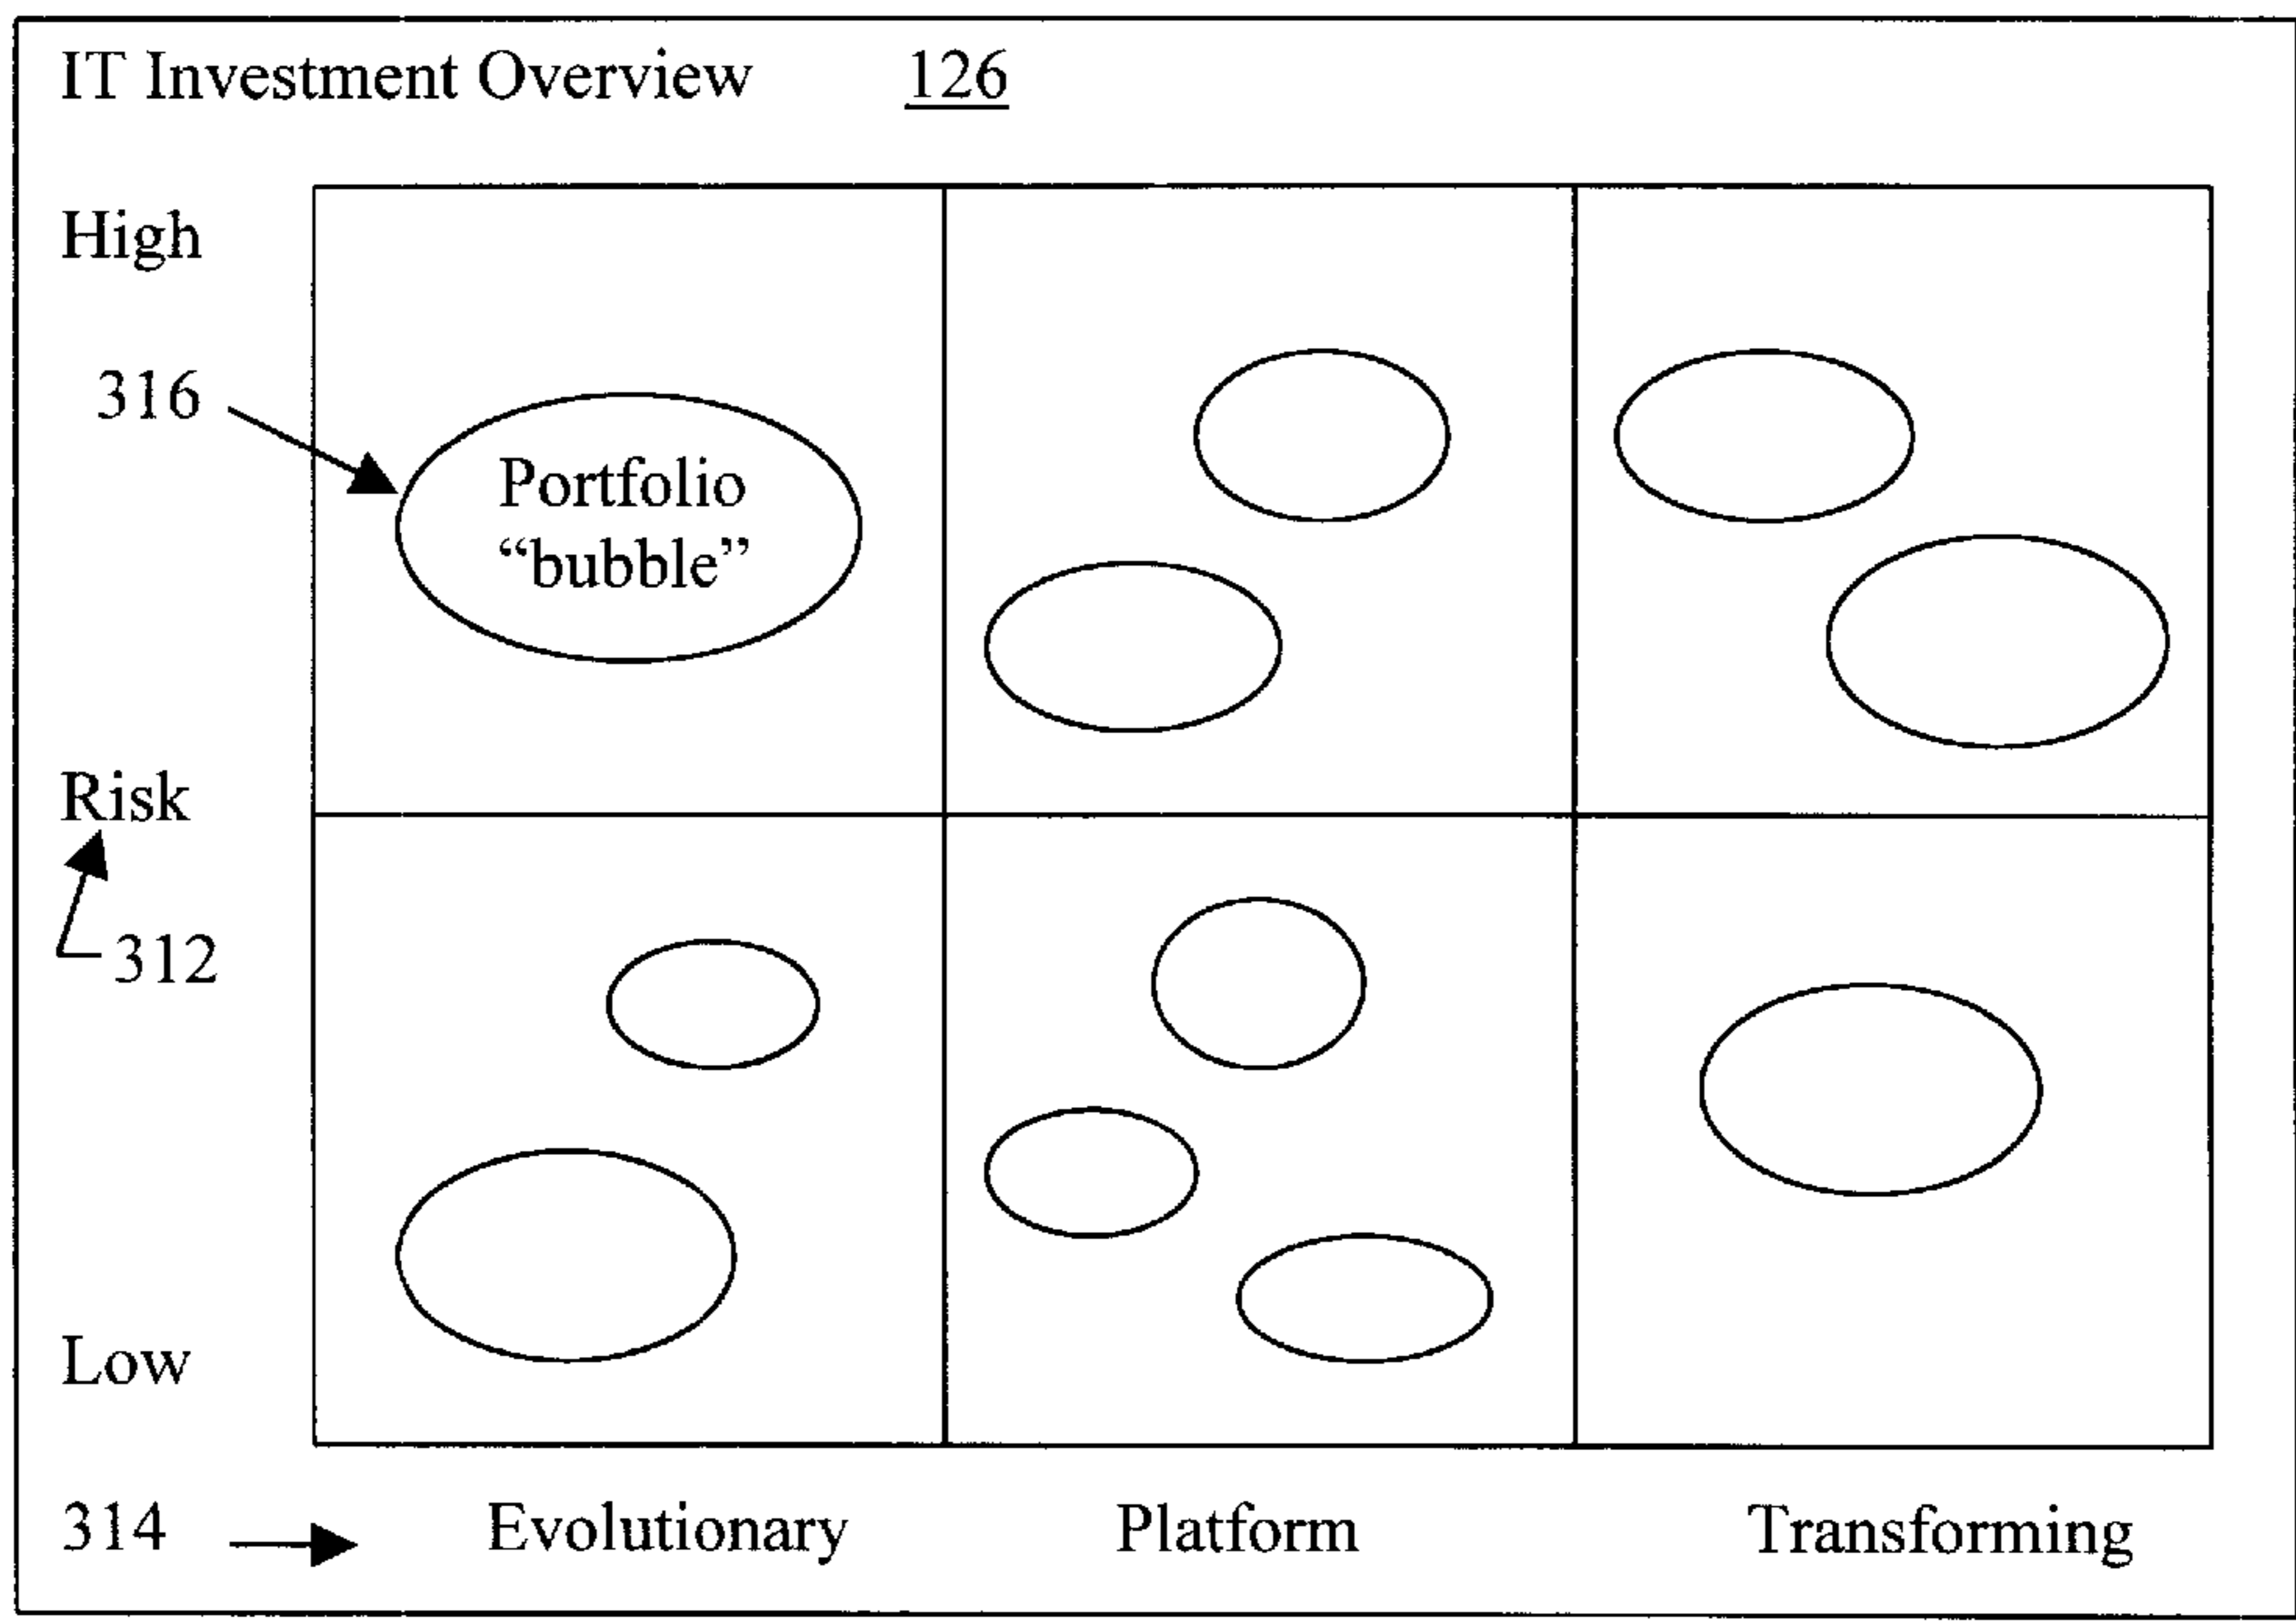 IT Investment Overview 126
High
316
Portfolio
“bubble”
Risk
312
Low
314 Evolutionary Platform Transforming